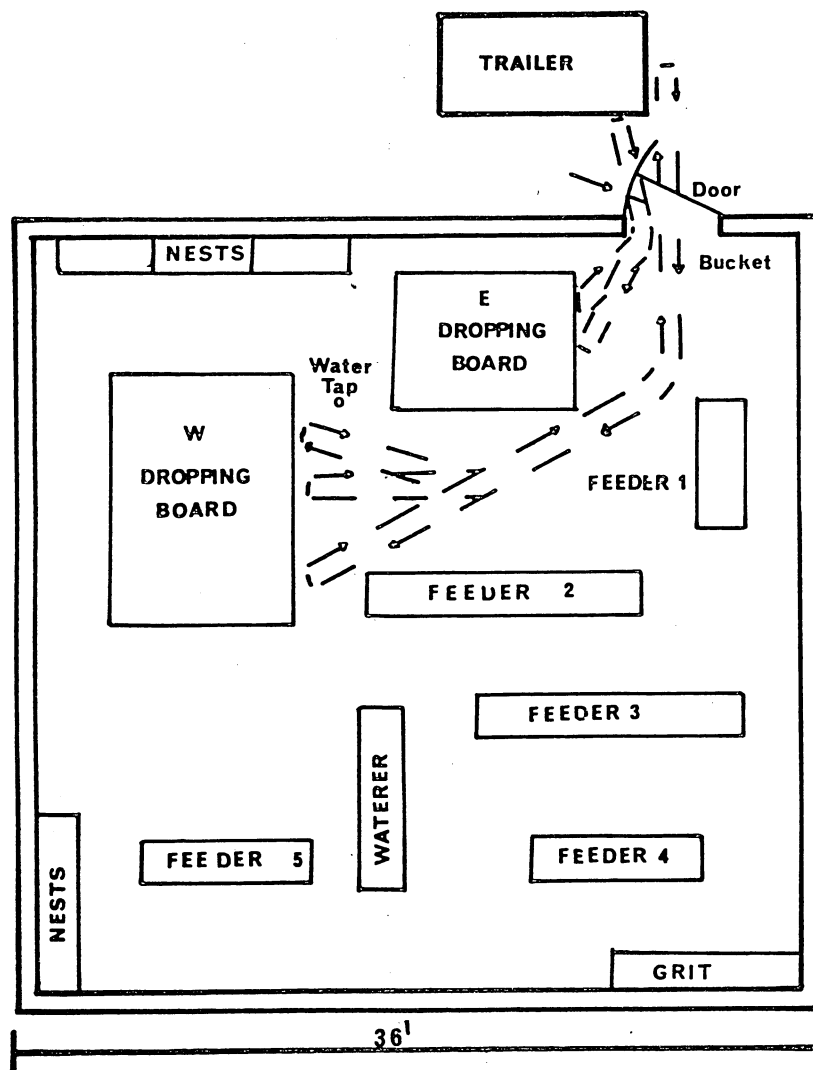 TRAILER
Door
NESTS
Bucket
E
DROPPING
BOARD
Water
Tap
W
DROPPING
BOARD
FEEDER 1
FEEDER 2
FEEDER 3
WATERER
FEEDER 5
FEEDER 4
NESTS
GRIT
36'